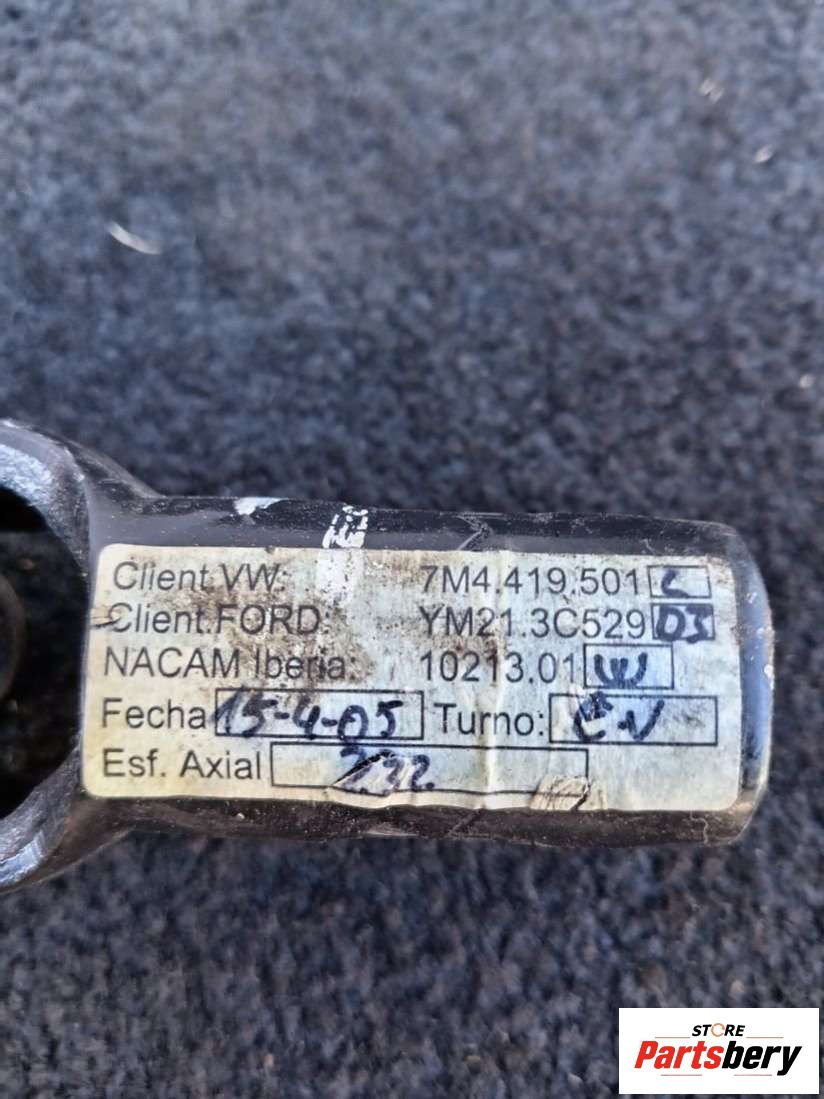 Client.VW: 7M4.419.501 L
Client.FORD: YM21.3C529 D3
NACAM Iberia: 10213.01
Fecha 15-4-05 Turno:
Esf. Axial 232
STORE
Partsbery